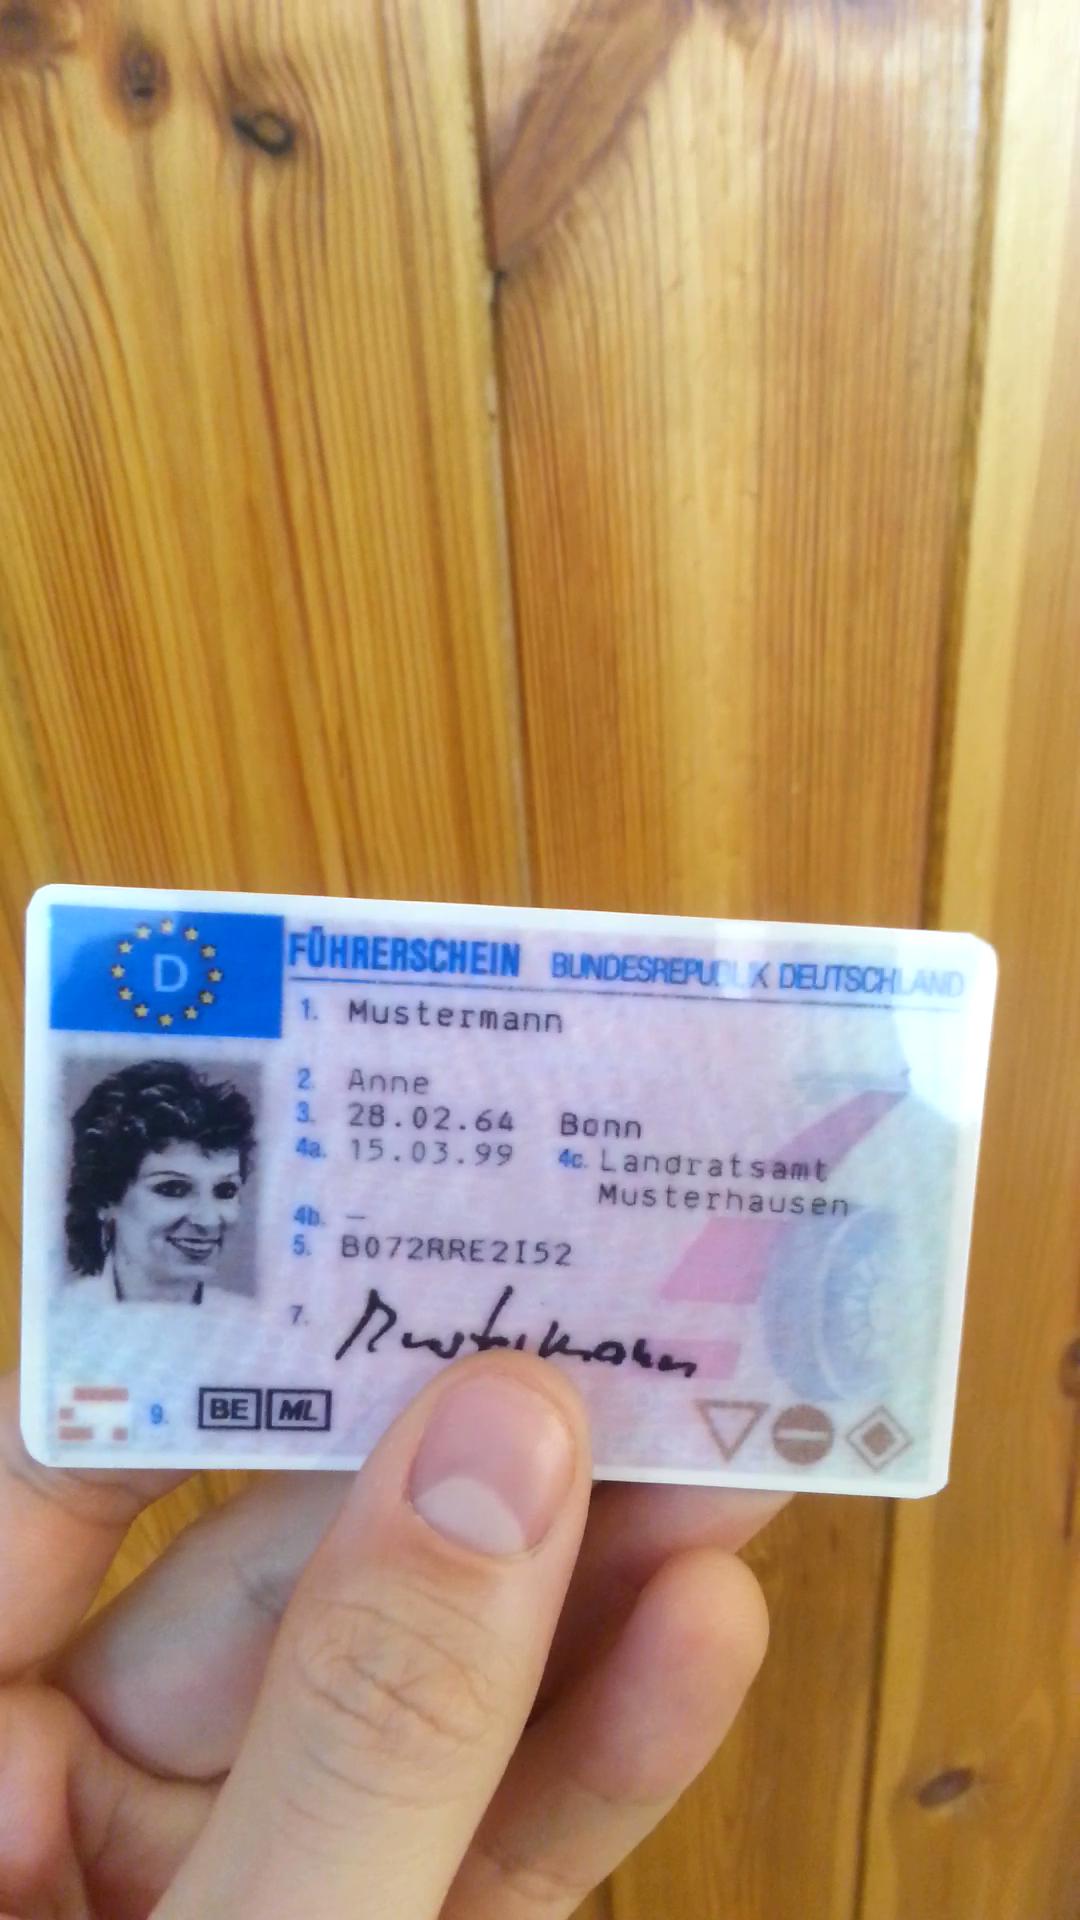 D
FÜHRERSCHEIN BUNDESREPUBLIK DEUTSCHLAND
1. Mustermann
2. Anne
3. 28.02.64 Bonn
4a. 15.03.99 4c. Landratsamt
Musterhausen
4b. –
5. B072RRE2I52
7. Mustermann
9. BE ML